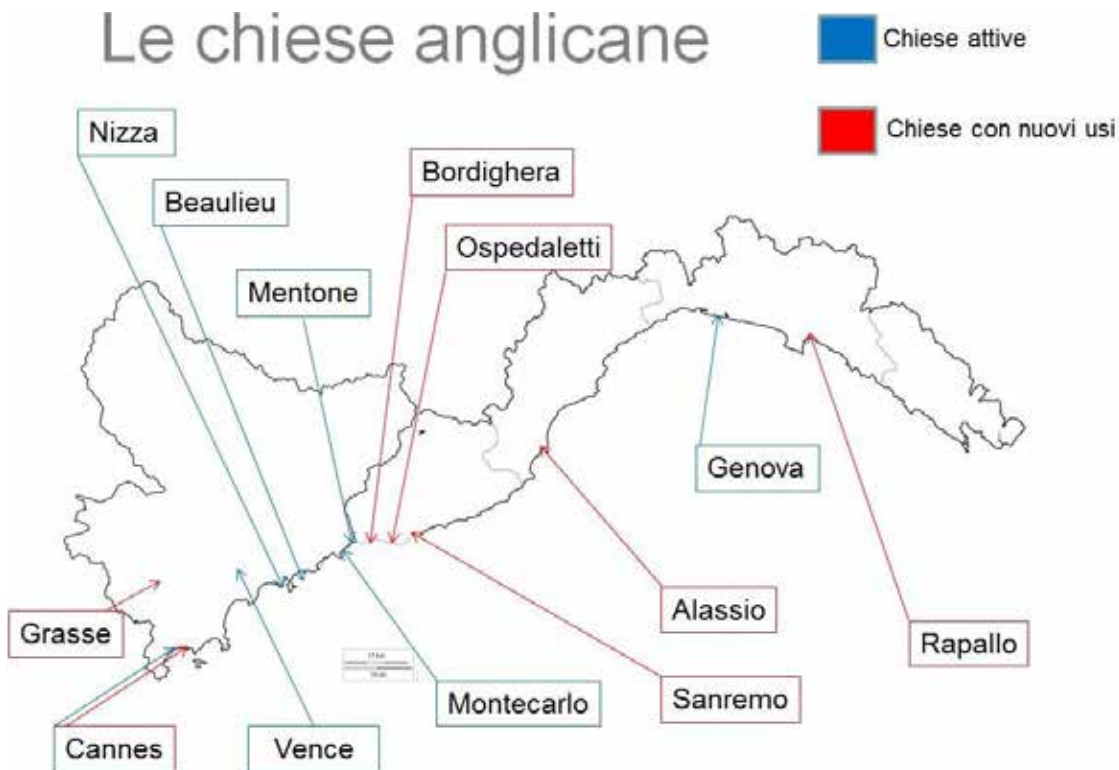 Le chiese anglicane
Chiese attive
Chiese con nuovi usi
Nizza
Bordighera
Beaulieu
Ospedaletti
Mentone
Genova
Alassio
Grasse
Rapallo
Montecarlo
Sanremo
Cannes
Vence